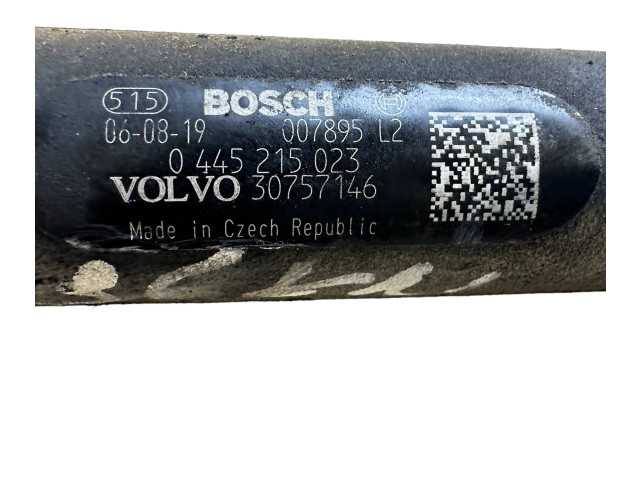 515 BOSCH
06-08-19 007895 L2
0 445 215 023
VOLVO 30757146
Made in Czech Republic